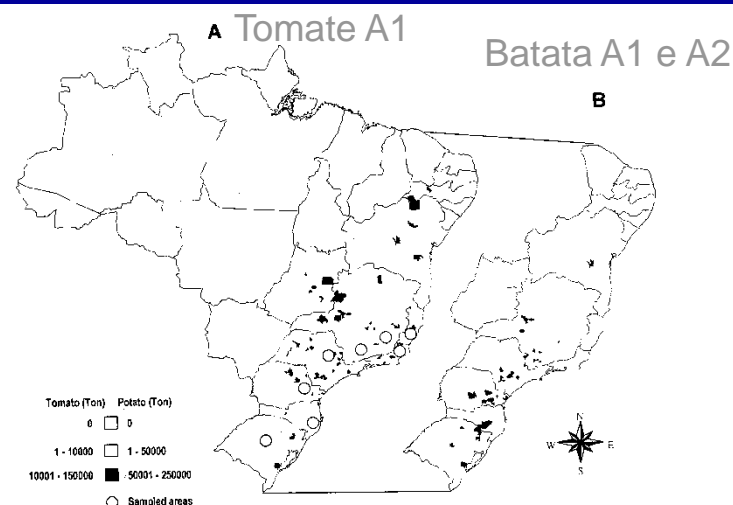 A Tomate A1
Batata A1 e A2
B
Tomato (Ton) Potato (Ton)
0 0
1 - 10000 1 - 50000
10001 - 150000 50001 - 250000
Sampled areas
N
W E
S